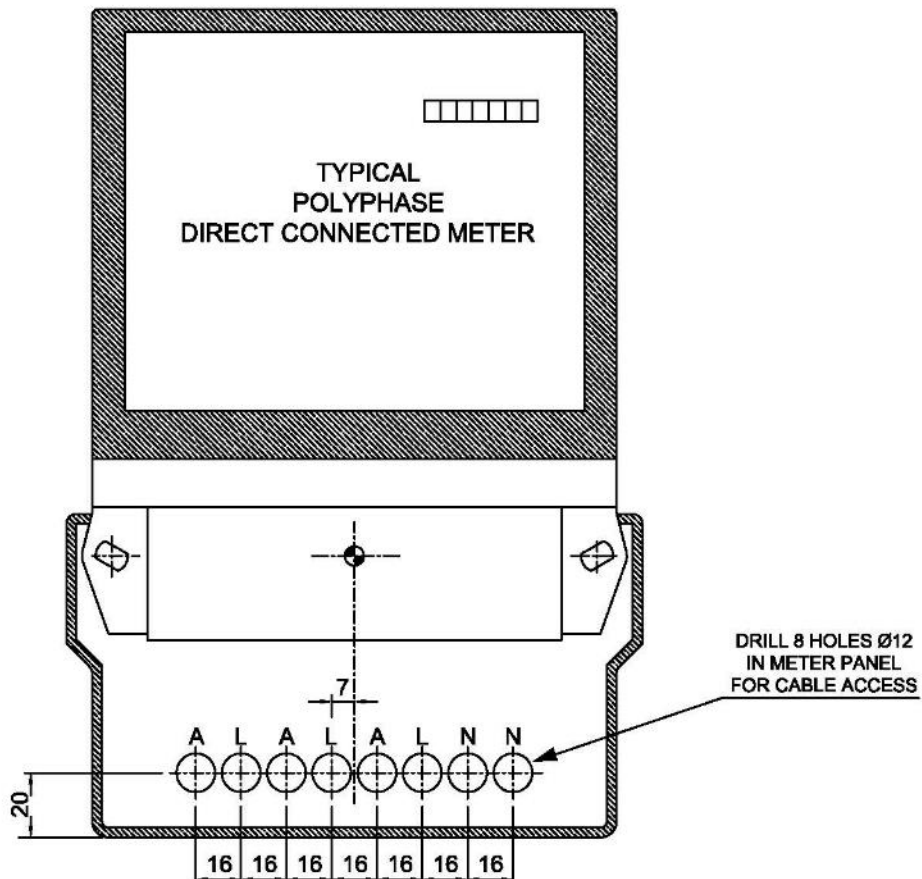 TYPICAL
POLYPHASE
DIRECT CONNECTED METER
DRILL 8 HOLES Ø12
IN METER PANEL
FOR CABLE ACCESS
7
A L A L A L N N
20
16 16 16 16 16 16 16